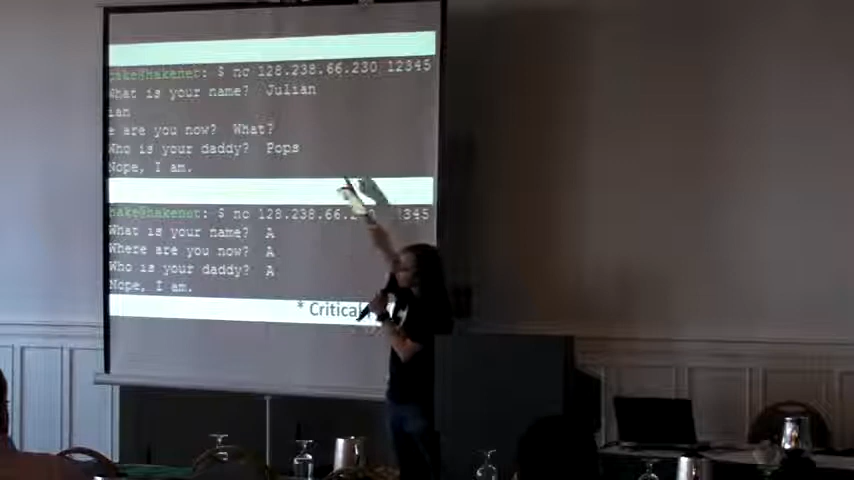 hake@hakenet: $ nc 128.238.66.230 12345
What is your name?  Julian
ian
e are you now?  What?
Who is your daddy?  Pops
Nope, I am.
hake@hakenet: $ nc 128.238.66.2 345
What is your name?  A
Where are you now?  A
Who is your daddy?  A
Nope, I am.
* Critical